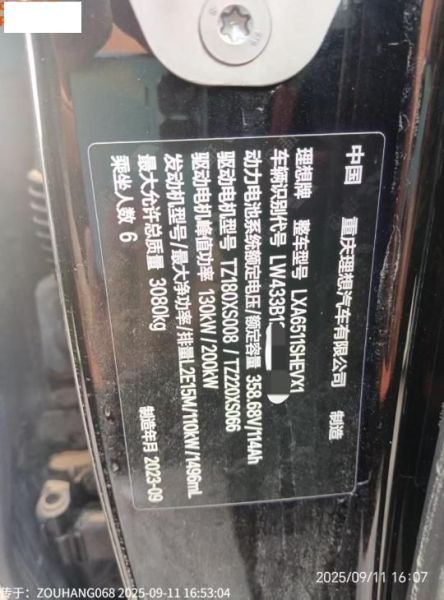 中国 重庆理想汽车有限公司 制造
理想牌 整车型号 LXA6511SHEVX1
车辆识别代号 LW433B1
动力电池系统额定电压/额定容量 358.68V/114Ah
驱动电机型号 TZ180XS008 / TZ220XS066
驱动电机峰值功率 130kW / 200kW
发动机型号/最大净功率/排量 L2E15M/110kW/1496mL
最大允许总质量 3080kg
乘坐人数 6 制造年月 2023-09
2025/09/11 16:07
传于：ZOUHANG068 2025-09-11 16:53:04